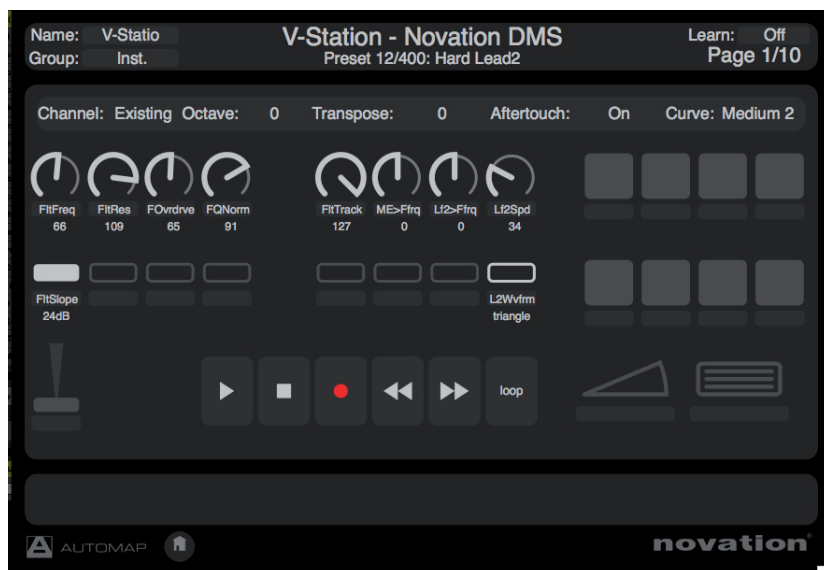 Name: V-Statio V-Station - Novation DMS Learn: Off
Group: Inst. Preset 12/400: Hard Lead2 Page 1/10
Channel: Existing Octave: 0 Transpose: 0 Aftertouch: On Curve: Medium 2
FltFreq FltRes FOvrdrve FQNorm FltTrack ME>Ffrq Lf2>Ffrq Lf2Spd
66 109 65 91 127 0 0 34
FltSlope L2Wvfrm
24dB triangle
loop
AUTOMAP novation